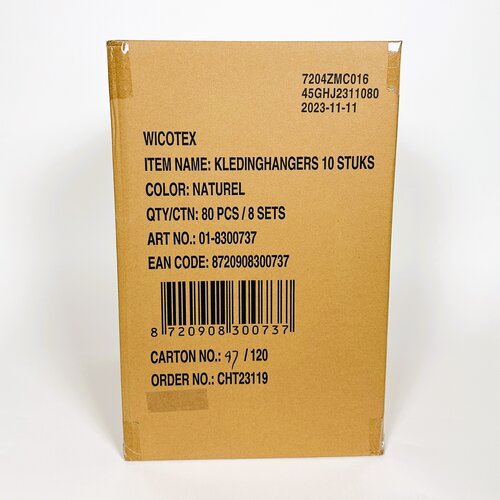 7204ZMC016
45GHJ2311080
2023-11-11
WICOTEX
ITEM NAME: KLEDINGHANGERS 10 STUKS
COLOR: NATUREL
QTY/CTN: 80 PCS / 8 SETS
ART NO.: 01-8300737
EAN CODE: 8720908300737
8 720908 300737
CARTON NO.: 97 / 120
ORDER NO.: CHT23119